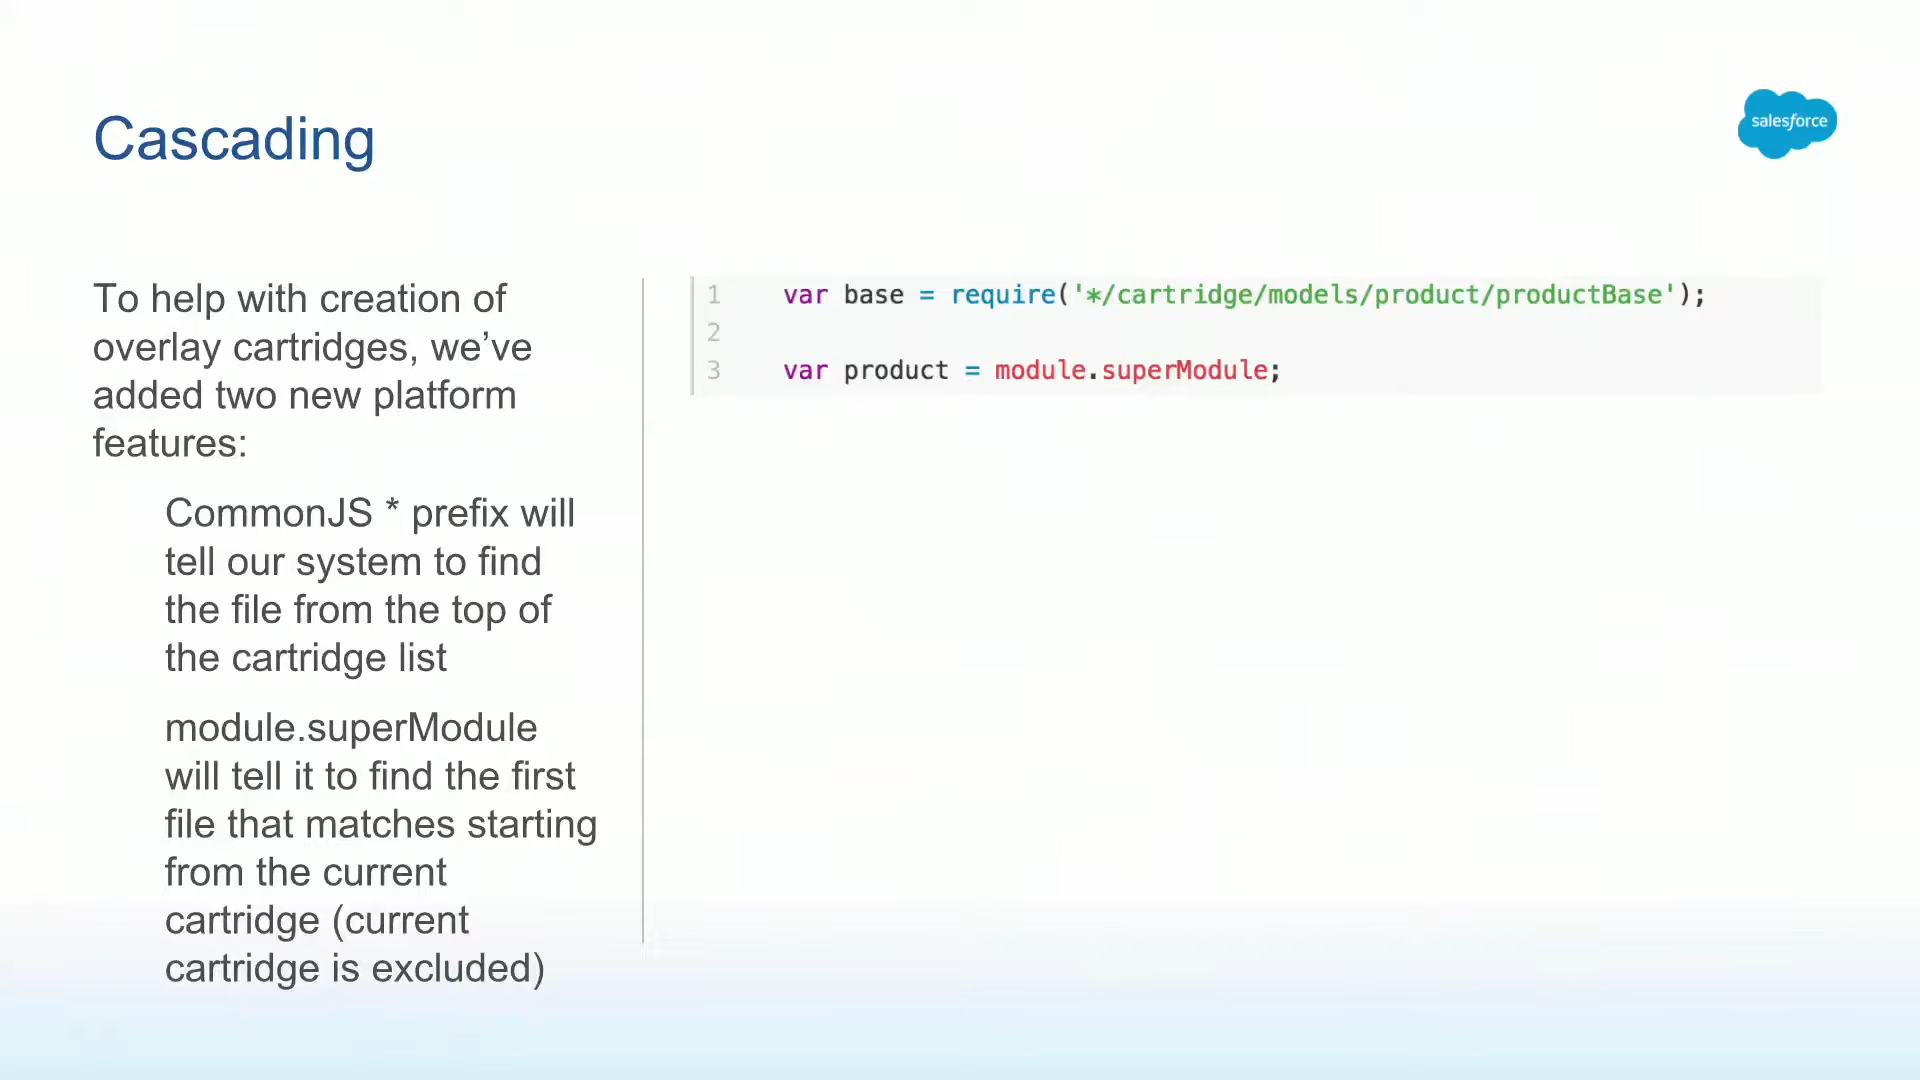 Cascading
salesforce
To help with creation of
overlay cartridges, we’ve
added two new platform
features:
CommonJS * prefix will
tell our system to find
the file from the top of
the cartridge list
module.superModule
will tell it to find the first
file that matches starting
from the current
cartridge (current
cartridge is excluded)
1 var base = require('*/cartridge/models/product/productBase');
2
3 var product = module.superModule;